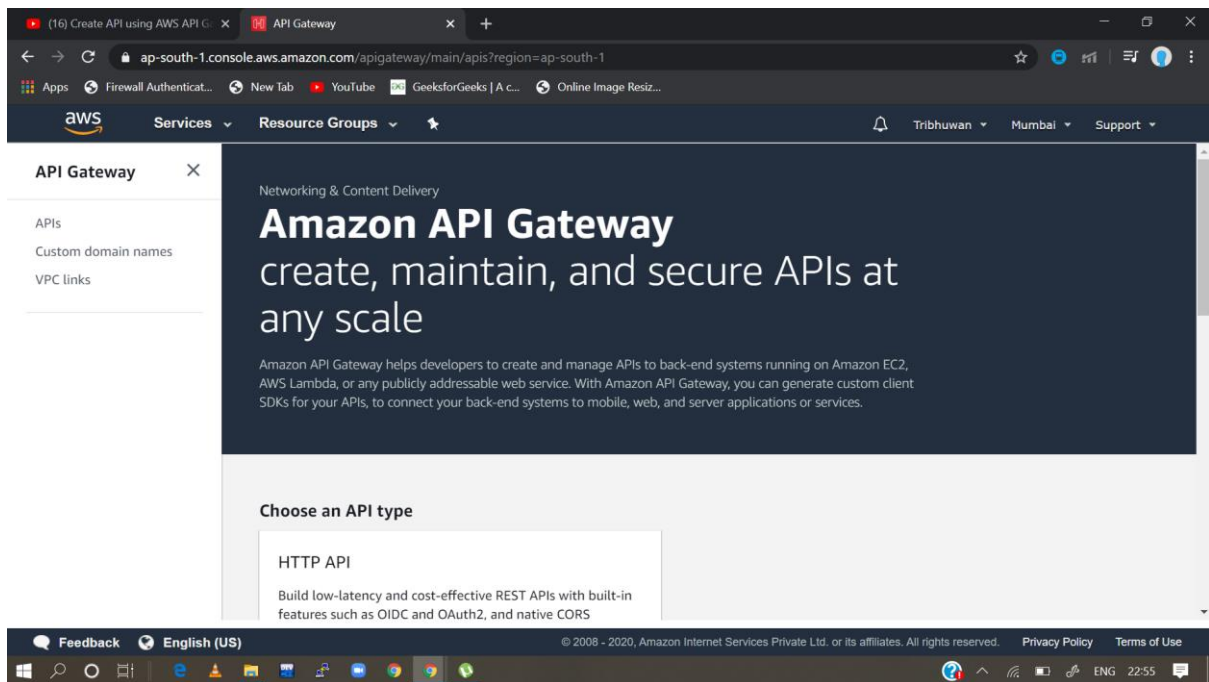 (16) Create API using AWS API G
API Gateway
ap-south-1.console.aws.amazon.com/apigateway/main/apis?region=ap-south-1
Apps
Firewall Authenticat...
New Tab
YouTube
GeeksforGeeks | A c...
Online Image Resiz...
aws
Services
Resource Groups
Tribhuwan
Mumbai
Support
API Gateway
APIs
Custom domain names
VPC links
Networking & Content Delivery
Amazon API Gateway
create, maintain, and secure APIs at
any scale
Amazon API Gateway helps developers to create and manage APIs to back-end systems running on Amazon EC2,
AWS Lambda, or any publicly addressable web service. With Amazon API Gateway, you can generate custom client
SDKs for your APIs, to connect your back-end systems to mobile, web, and server applications or services.
Choose an API type
HTTP API
Build low-latency and cost-effective REST APIs with built-in
features such as OIDC and OAuth2, and native CORS
Feedback
English (US)
© 2008 - 2020, Amazon Internet Services Private Ltd. or its affiliates. All rights reserved.
Privacy Policy
Terms of Use
ENG
22:55